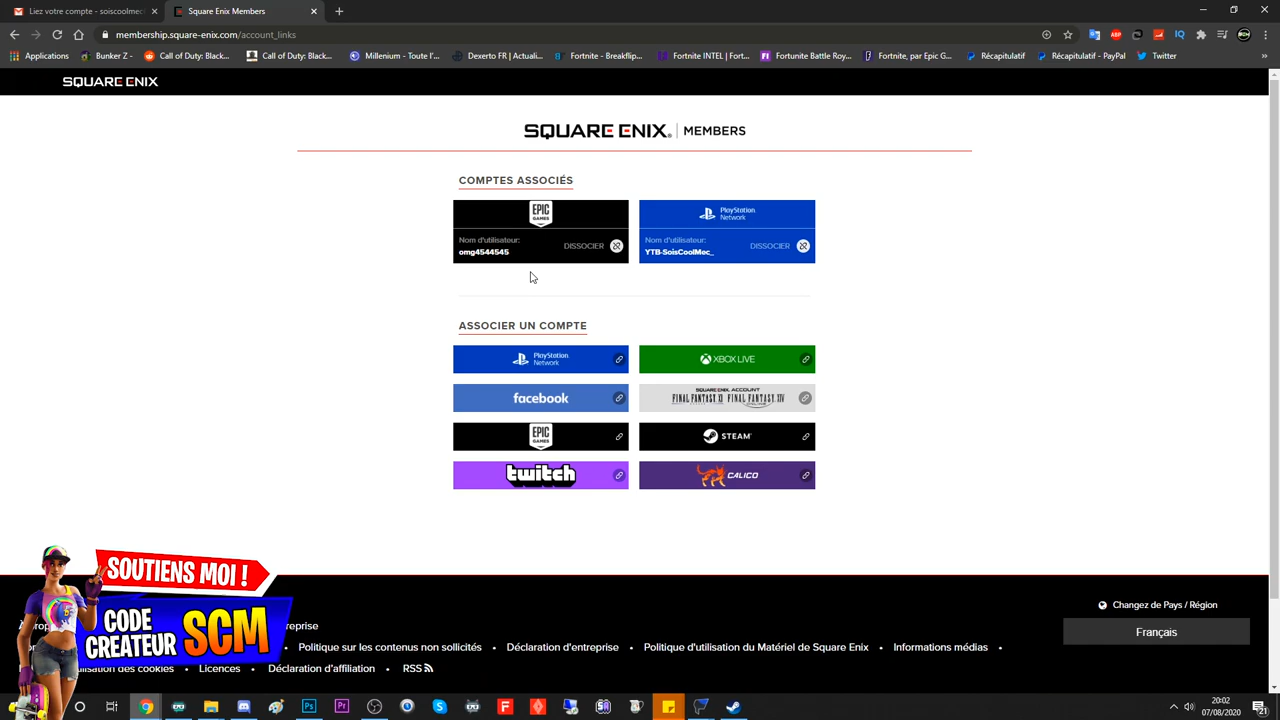 Liez votre compte - soiscoolmec
Square Enix Members
membership.square-enix.com/account_links
Applications
Bunker Z -
Call of Duty: Black...
Call of Duty: Black...
Millenium - Toute l'...
Dexerto FR | Actuali...
Fortnite - Breakflip...
Fortnite INTEL | Fort...
Fortunite Battle Roy...
Fortnite, par Epic G...
Récapitulatif
Récapitulatif - PayPal
Twitter
SQUARE ENIX
SQUARE ENIX. MEMBERS
COMPTES ASSOCIÉS
EPIC GAMES
Nom d'utilisateur:
DISSOCIER
omg4544545
PlayStation Network
Nom d'utilisateur:
DISSOCIER
YTB-SoisCoolMec_
ASSOCIER UN COMPTE
PlayStation Network
XBOX LIVE
facebook
SQUARE ENIX ACCOUNT
FINAL FANTASY XI FINAL FANTASY XIV
EPIC GAMES
STEAM
twitch
CALICO
SOUTIENS MOI !
CODE
CREATEUR SCM
Changez de Pays / Région
Français
Politique sur les contenus non sollicités
Déclaration d'entreprise
Politique d'utilisation du Matériel de Square Enix
Informations médias
Licences
Déclaration d'affiliation
RSS
20:02
07/08/2020